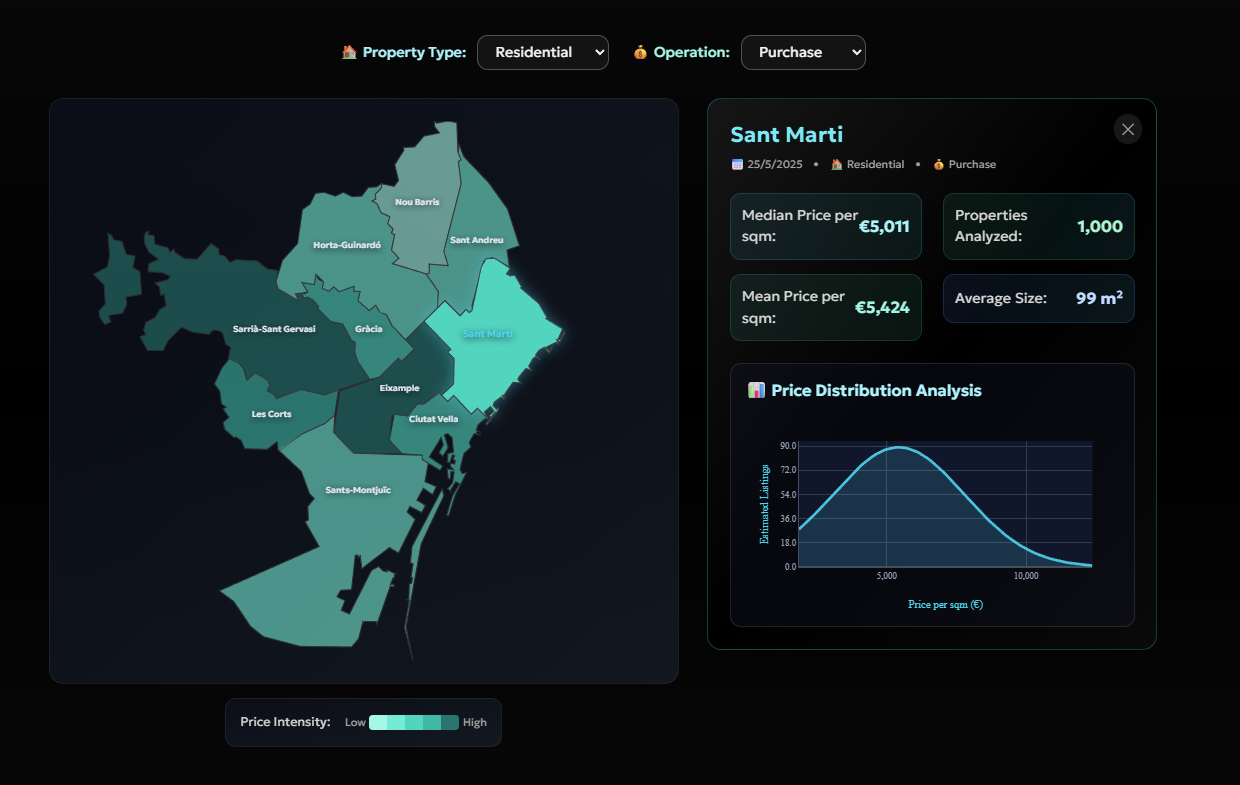 Property Type: Residential Operation: Purchase
Nou Barris
Sant Andreu
Horta-Guinardó
Sarrià-Sant Gervasi
Gràcia
Sant Marti
Eixample
Les Corts
Ciutat Vella
Sants-Montjuïc
Price Intensity: Low High
Sant Marti
25/5/2025 • Residential • Purchase
Median Price per
sqm:
€5,011
Properties
Analyzed:
1,000
Mean Price per
sqm:
€5,424
Average Size: 99 m²
Price Distribution Analysis
Estimated Listings
90.0
72.0
54.0
36.0
18.0
0.0
5,000 10,000
Price per sqm (€)